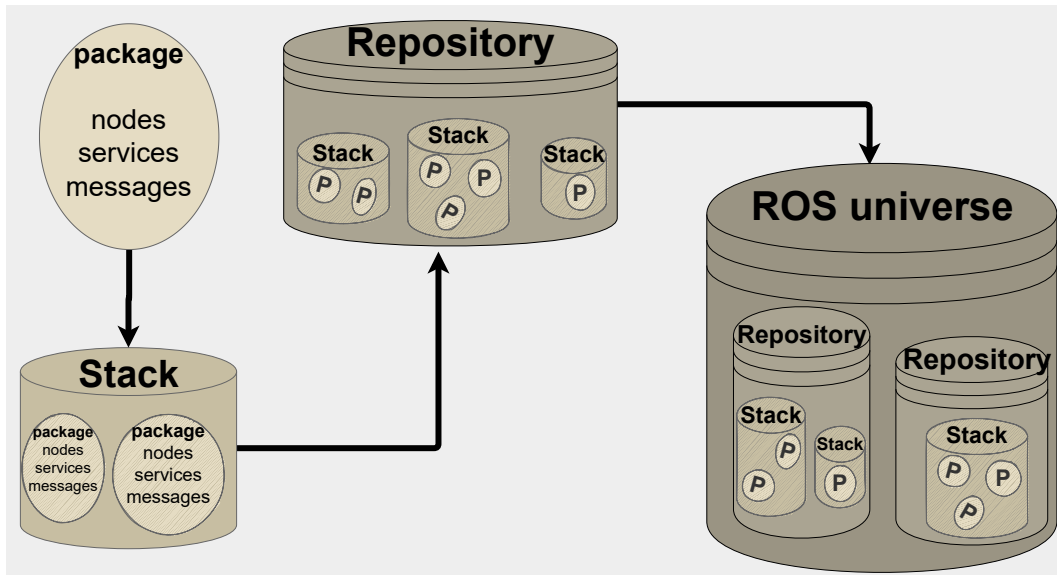 package
nodes
services
messages
Stack
package
nodes
services
messages
package
nodes
services
messages
Repository
Stack
P
P
Stack
P
P
P
Stack
P
ROS universe
Repository
Stack
P
P
Stack
P
Repository
Stack
P
P
P